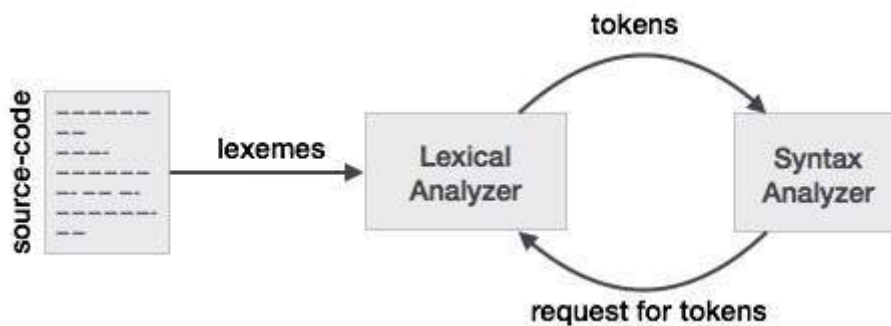 tokens
source-code
lexemes
Lexical
Analyzer
Syntax
Analyzer
request for tokens